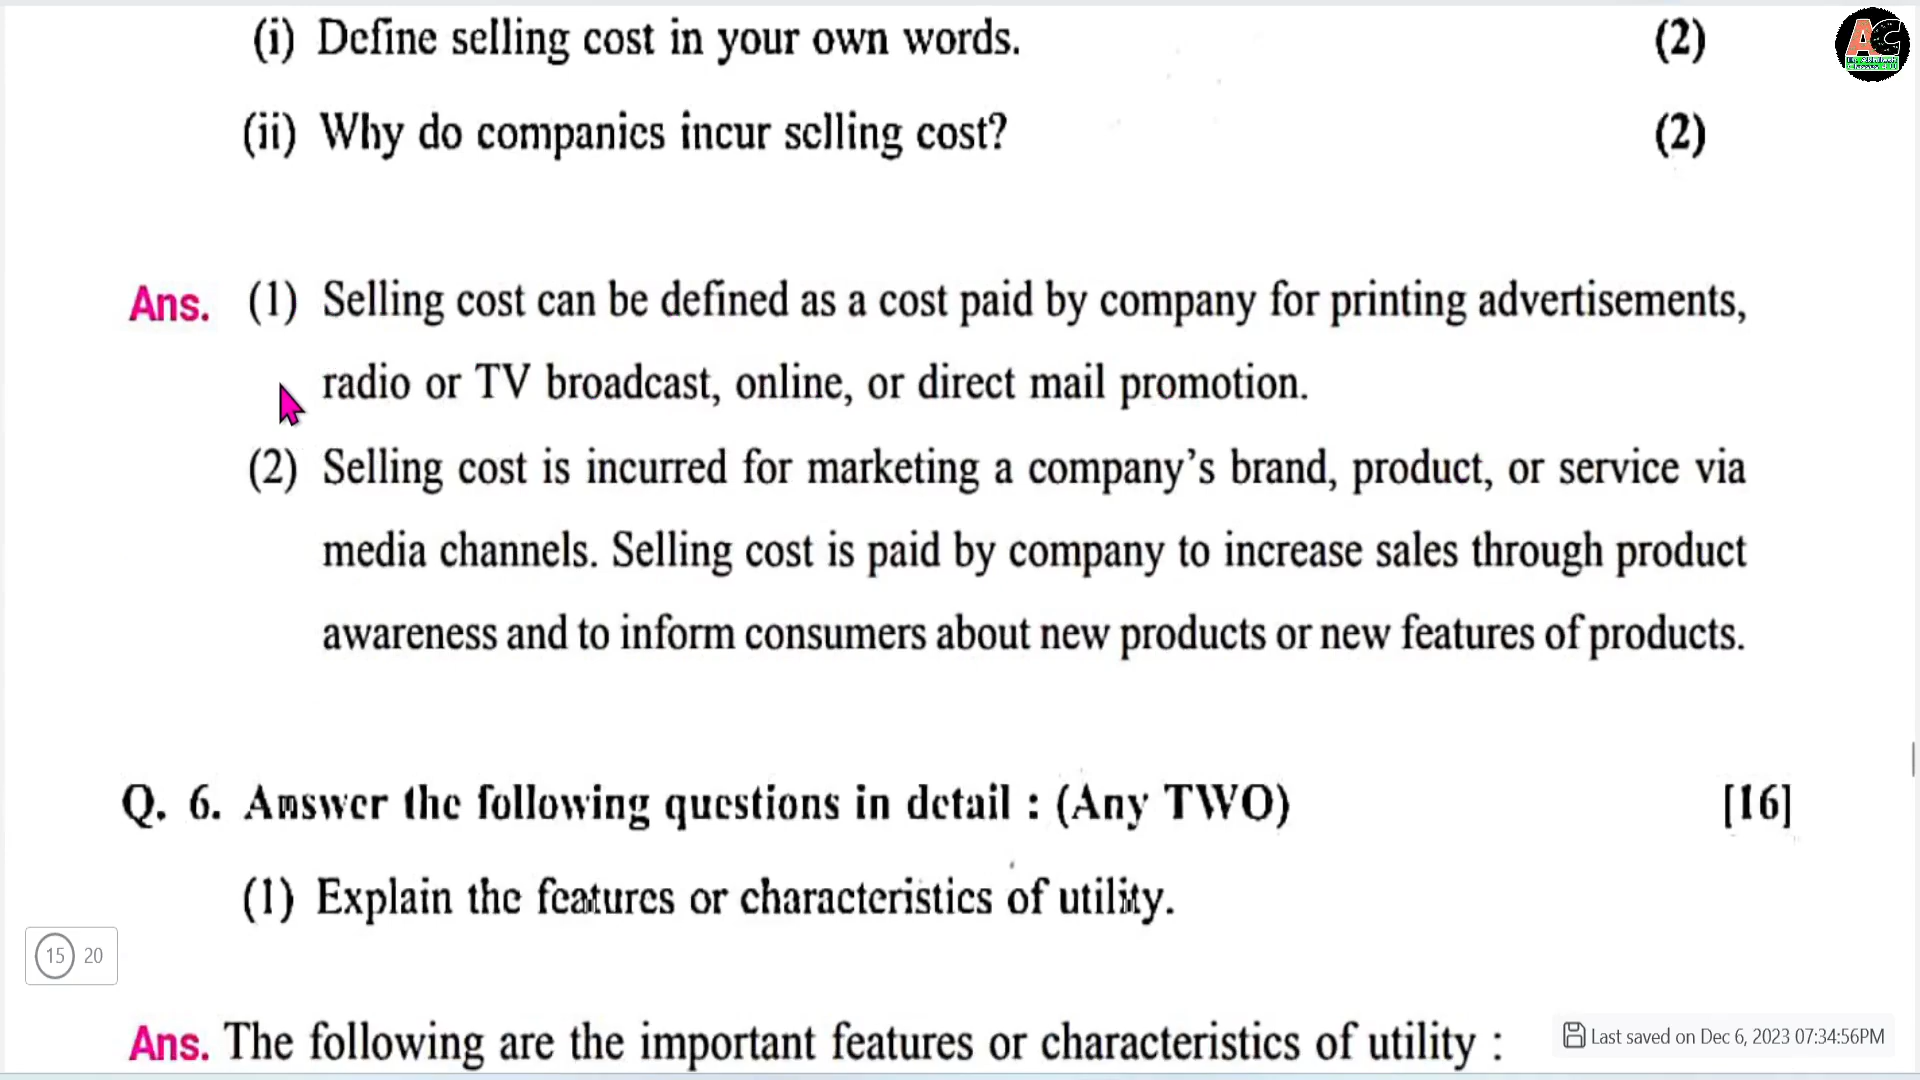 (i) Define selling cost in your own words. (2)
(ii) Why do companies incur selling cost? (2)
AC
Ans. (1) Selling cost can be defined as a cost paid by company for printing advertisements,
radio or TV broadcast, online, or direct mail promotion.
(2) Selling cost is incurred for marketing a company's brand, product, or service via
media channels. Selling cost is paid by company to increase sales through product
awareness and to inform consumers about new products or new features of products.
Q. 6. Answer the following questions in detail : (Any TWO) [16]
(1) Explain the features or characteristics of utility.
15 20
Ans. The following are the important features or characteristics of utility :
Last saved on Dec 6, 2023 07:34:56PM